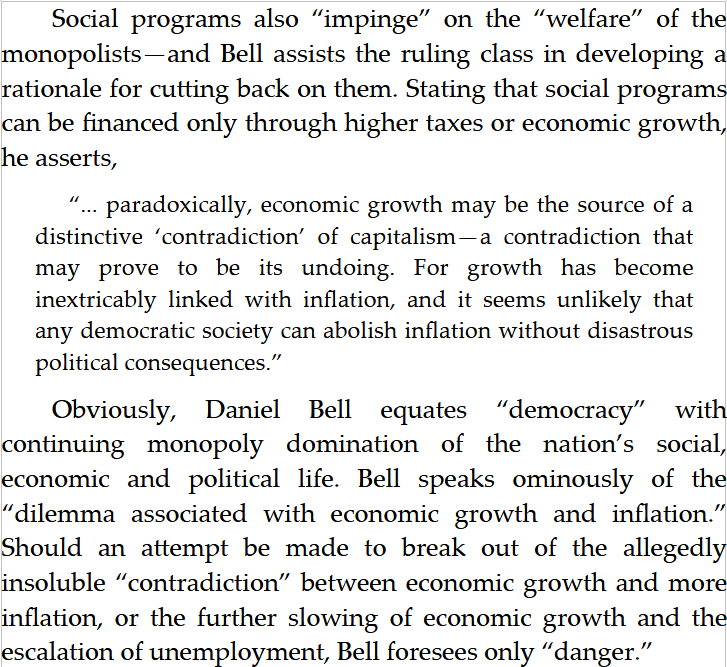 Social programs also “impinge” on the “welfare” of the
monopolists—and Bell assists the ruling class in developing a
rationale for cutting back on them. Stating that social programs
can be financed only through higher taxes or economic growth,
he asserts,
“... paradoxically, economic growth may be the source of a
distinctive ‘contradiction’ of capitalism—a contradiction that
may prove to be its undoing. For growth has become
inextricably linked with inflation, and it seems unlikely that
any democratic society can abolish inflation without disastrous
political consequences.”
Obviously, Daniel Bell equates “democracy” with
continuing monopoly domination of the nation’s social,
economic and political life. Bell speaks ominously of the
“dilemma associated with economic growth and inflation.”
Should an attempt be made to break out of the allegedly
insoluble “contradiction” between economic growth and more
inflation, or the further slowing of economic growth and the
escalation of unemployment, Bell foresees only “danger.”